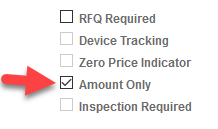 RFQ Required
Device Tracking
Zero Price Indicator
Amount Only
Inspection Required